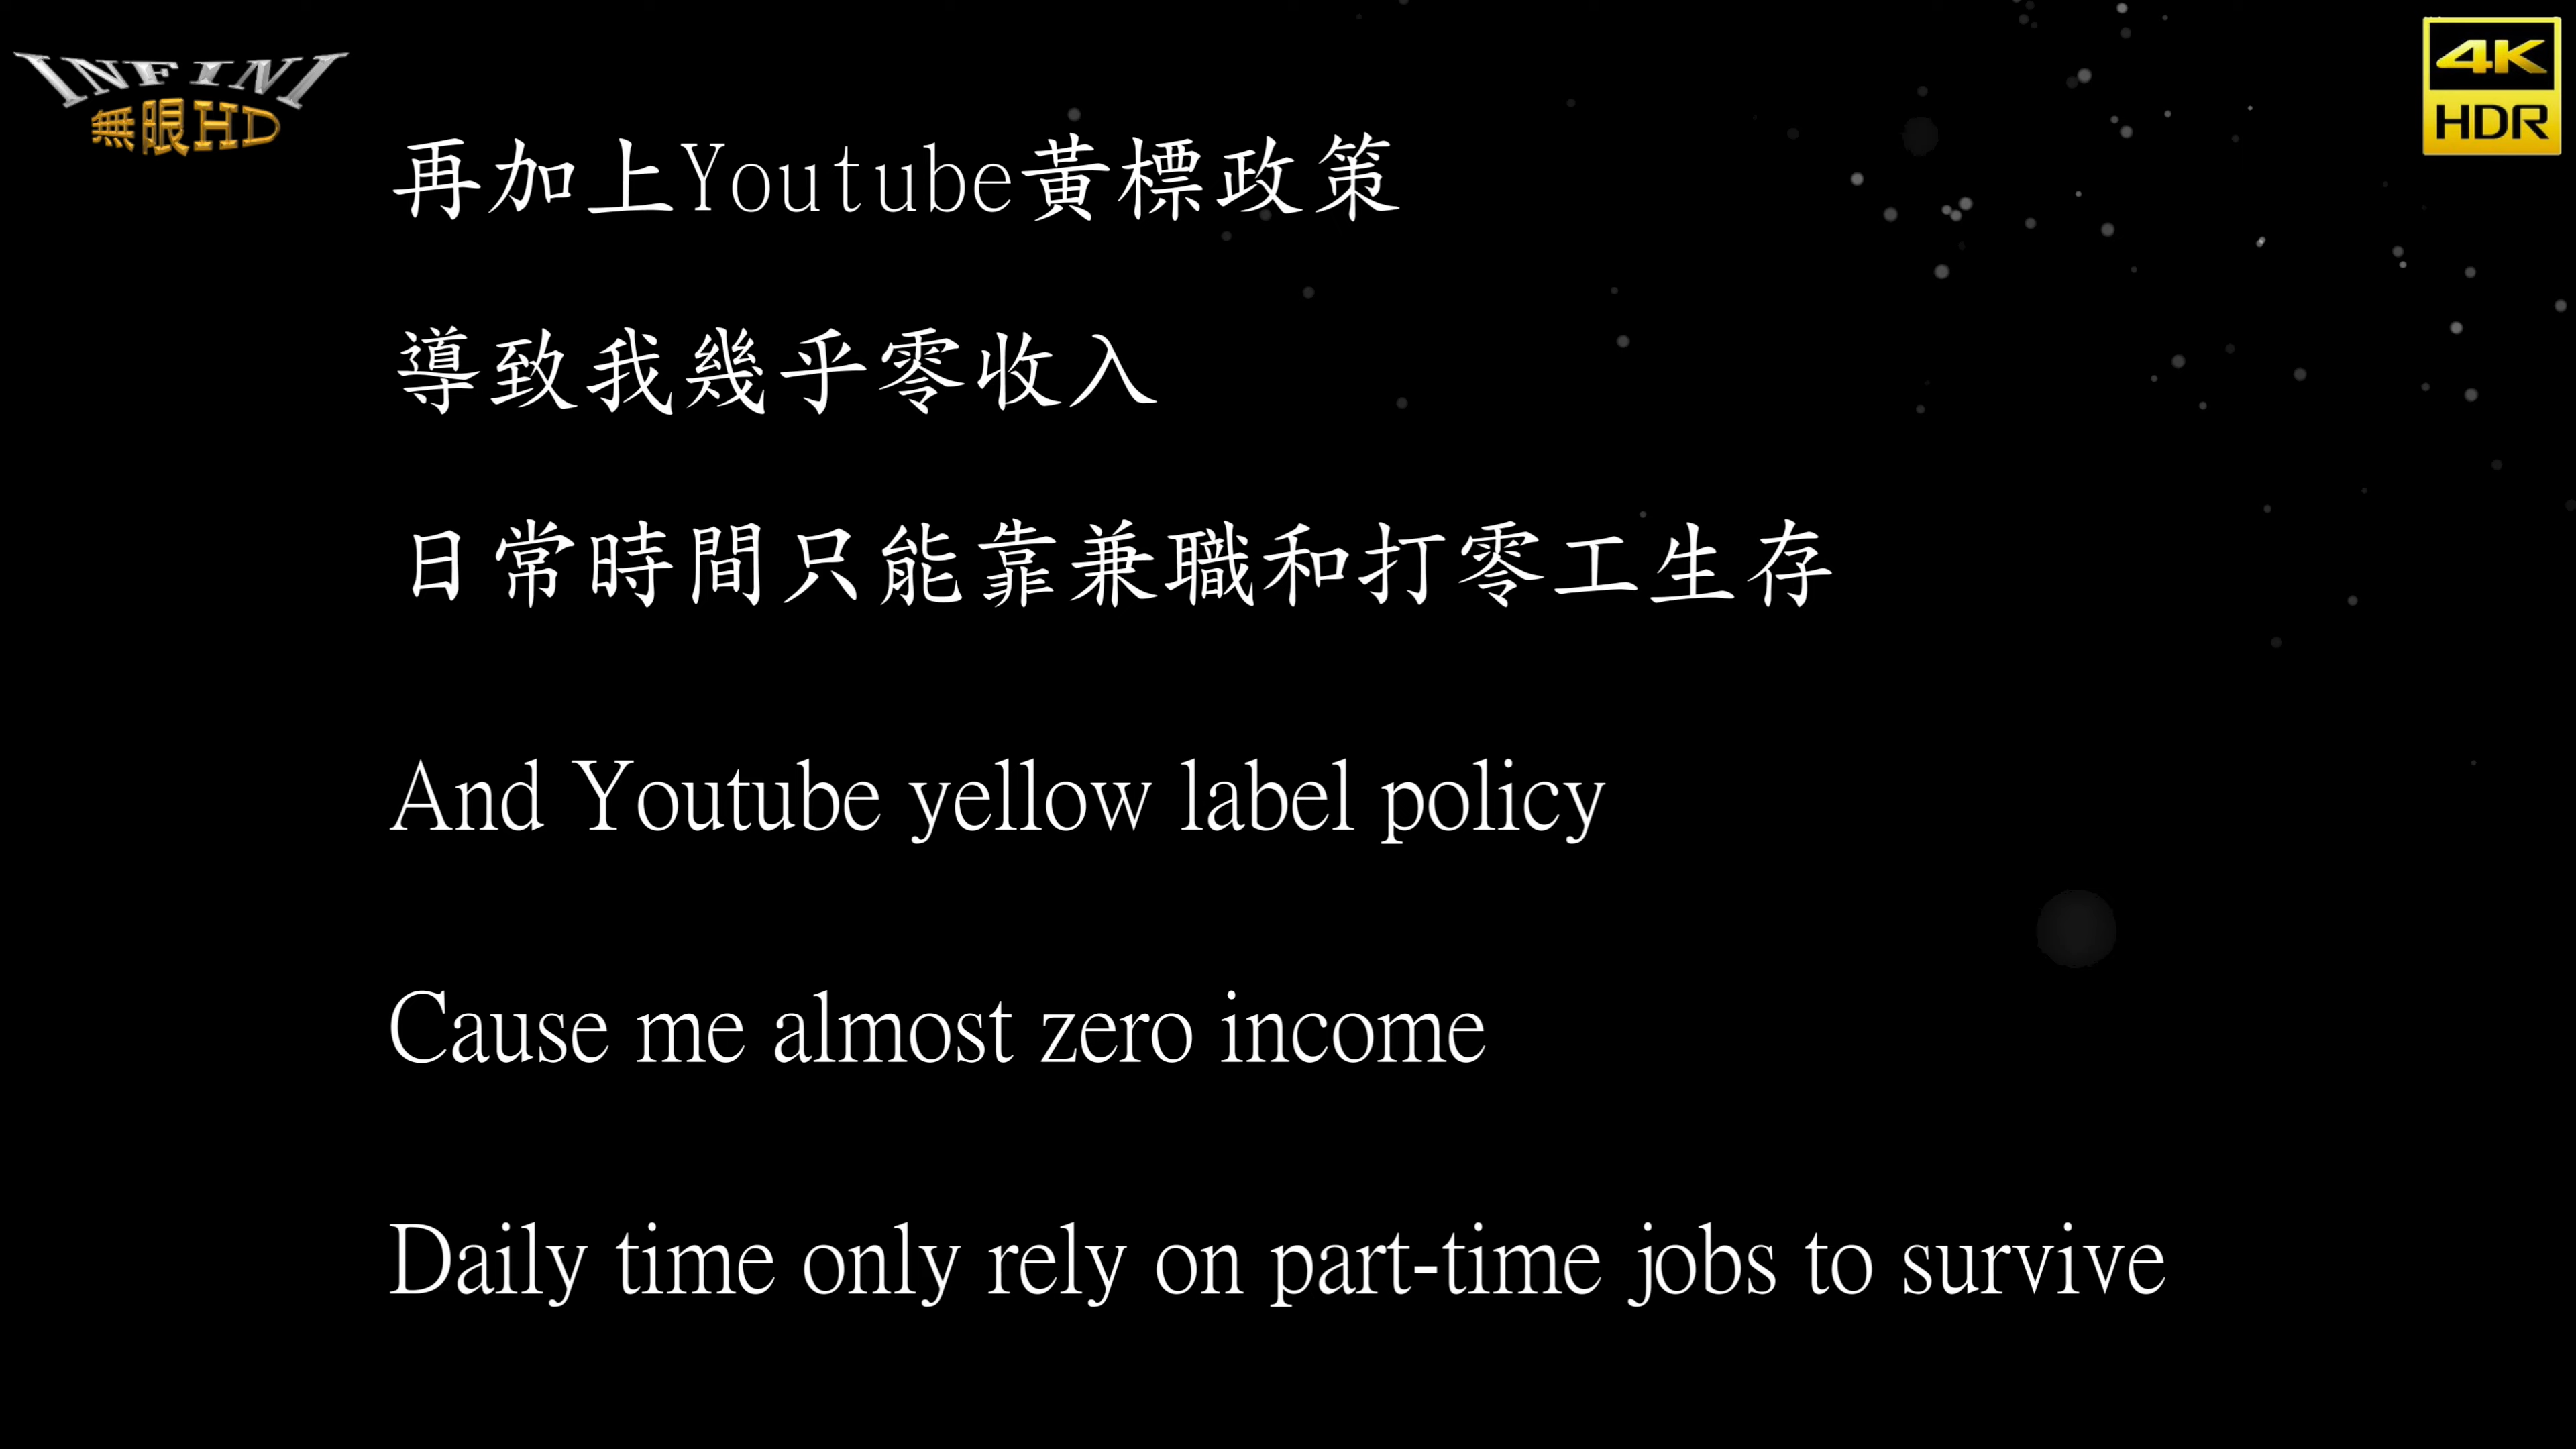 INFINI
無限HD
4K
HDR
再加上Youtube黃標政策
導致我幾乎零收入
日常時間只能靠兼職和打零工生存
And Youtube yellow label policy
Cause me almost zero income
Daily time only rely on part-time jobs to survive